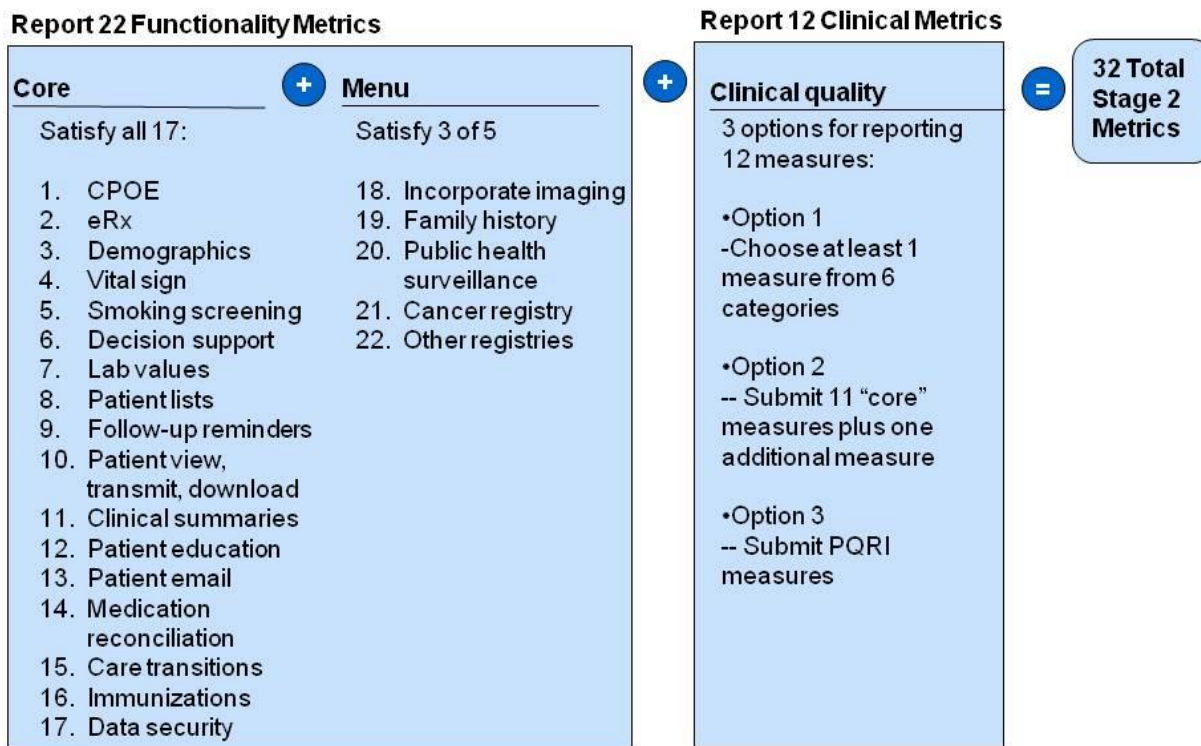 Report 22 Functionality Metrics
Core
+
Menu
Satisfy all 17:
1. CPOE
2. eRx
3. Demographics
4. Vital sign
5. Smoking screening
6. Decision support
7. Lab values
8. Patient lists
9. Follow-up reminders
10. Patient view,
transmit, download
11. Clinical summaries
12. Patient education
13. Patient email
14. Medication
reconciliation
15. Care transitions
16. Immunizations
17. Data security
Satisfy 3 of 5
18. Incorporate imaging
19. Family history
20. Public health
surveillance
21. Cancer registry
22. Other registries
+
Report 12 Clinical Metrics
Clinical quality
3 options for reporting
12 measures:
•Option 1
-Choose at least 1
measure from 6
categories
•Option 2
-- Submit 11 “core”
measures plus one
additional measure
•Option 3
-- Submit PQRI
measures
=
32 Total
Stage 2
Metrics